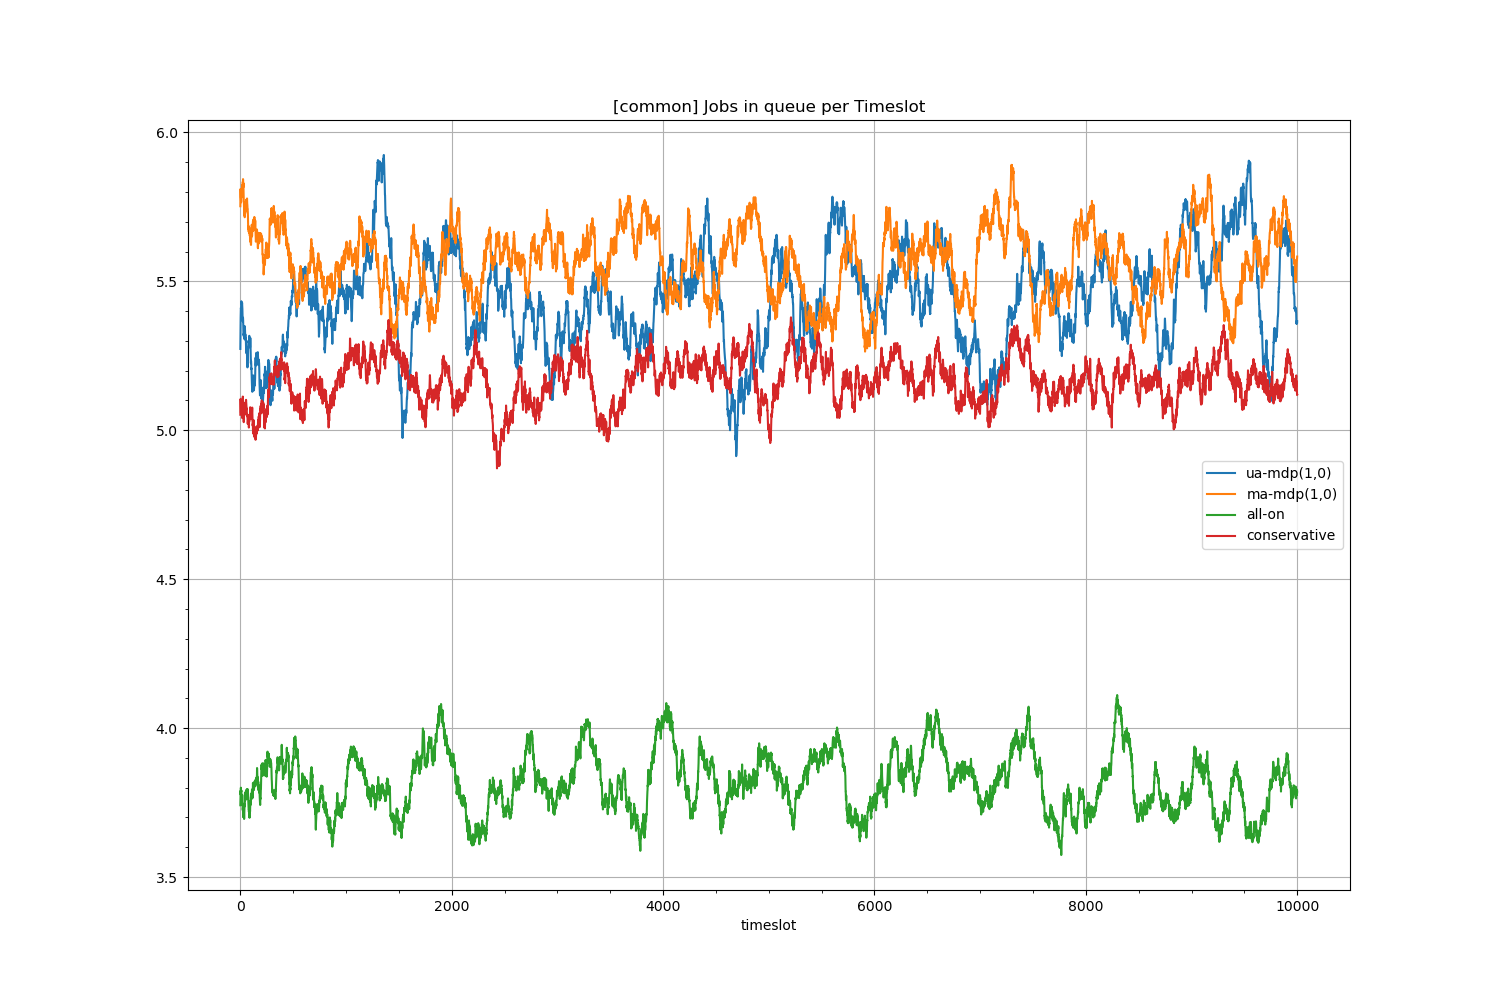 [common] Jobs in queue per Timeslot
6.0
5.5
5.0
4.5
4.0
3.5
ua-mdp(1,0)
ma-mdp(1,0)
all-on
conservative
0
2000
4000
6000
8000
10000
timeslot